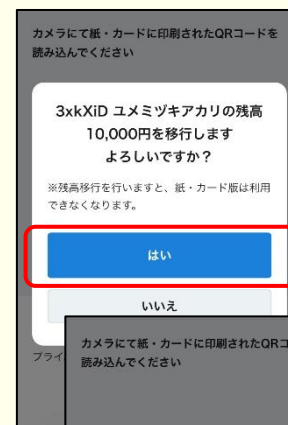 カメラにて紙・カードに印刷されたQRコードを
読み込んでください
3xkXiD ユメミヅキアカリの残高
10,000円を移行します
よろしいですか？
※残高移行を行いますと、紙・カード版は利用
できなくなります。
はい
いいえ
プライ
カメラにて紙・カードに印刷されたQRコ
読み込んでください